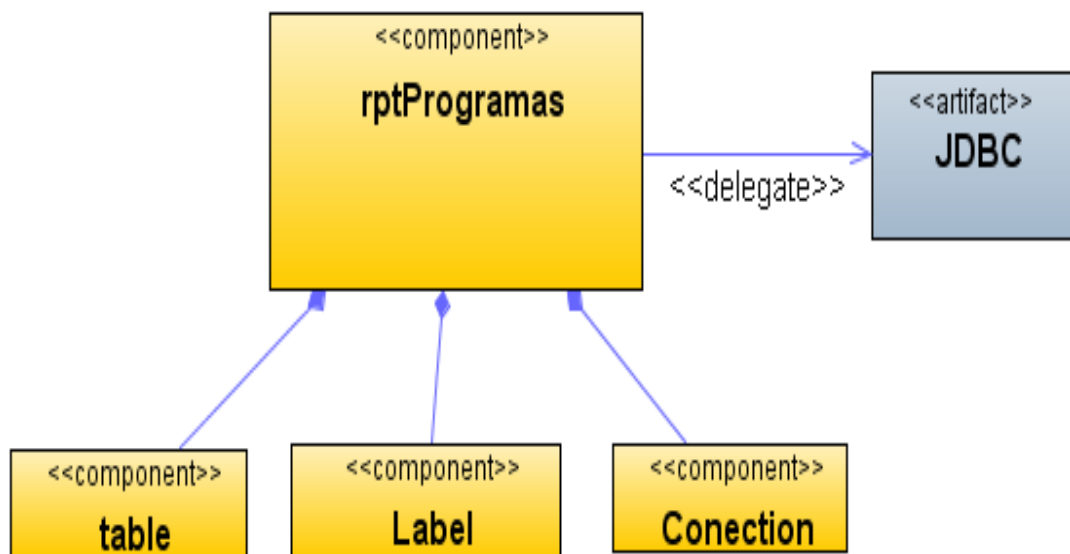 <<component>>
rptProgramas
<<artifact>>
JDBC
<<delegate>>
<<component>>
table
<<component>>
Label
<<component>>
Conection